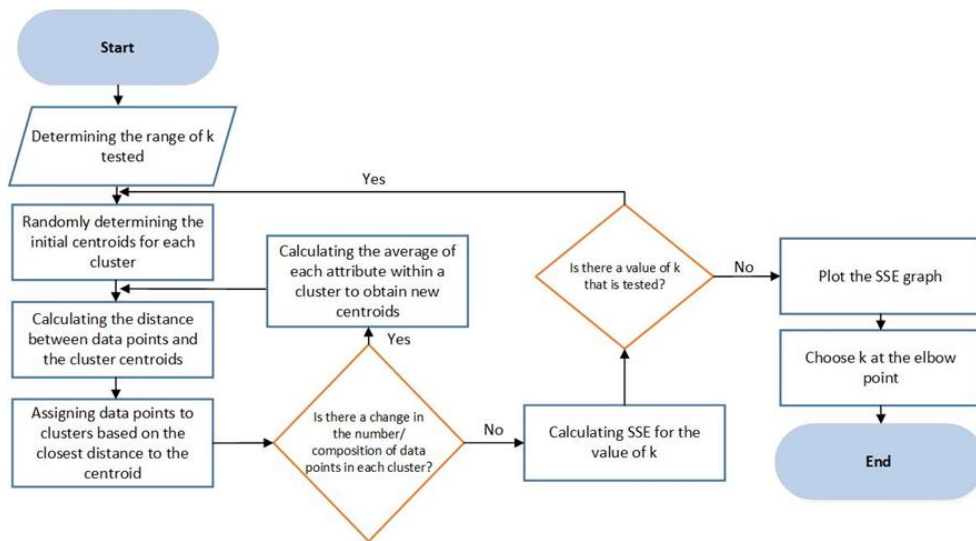 Start
Determining the range of k
tested
Randomly determining the
initial centroids for each
cluster
Calculating the distance
between data points and
the cluster centroids
Assigning data points to
clusters based on the
closest distance to the
centroid
Calculating the average of
each attribute within a
cluster to obtain new
centroids
Yes
Is there a change in
the number/
composition of data
points in each cluster?
No
Calculating SSE for the
value of k
Yes
Is there a value of k
that is tested?
No
Plot the SSE graph
Choose k at the elbow
point
End